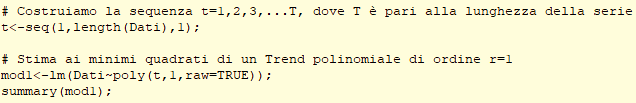 # Costruiamo la sequenza t=1,2,3,...T, dove T è pari alla lunghezza della serie
t<-seq(1,length(Dati),1);
# Stima ai minimi quadrati di un Trend polinomiale di ordine r=1
mod1<-lm(Dati~poly(t,1,raw=TRUE));
summary(mod1);